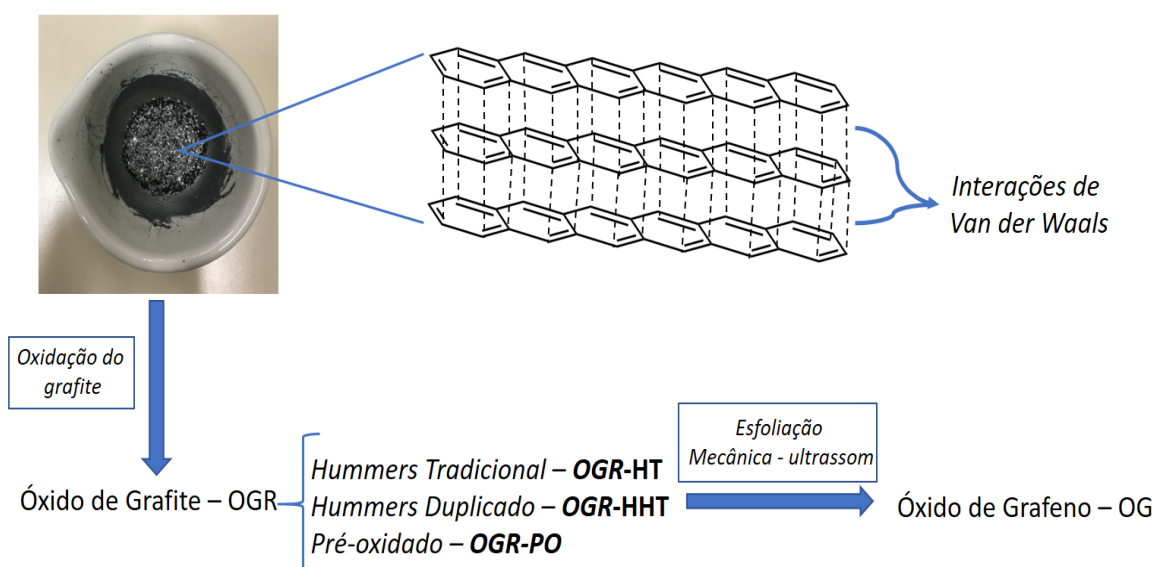 Interações de
Van der Waals
Oxidação do
grafite
Esfoliação
Mecânica - ultrassom
Hummers Tradicional – OGR-HT
Óxido de Grafite – OGR
Hummers Duplicado – OGR-HHT
Óxido de Grafeno – OG
Pré-oxidado – OGR-PO